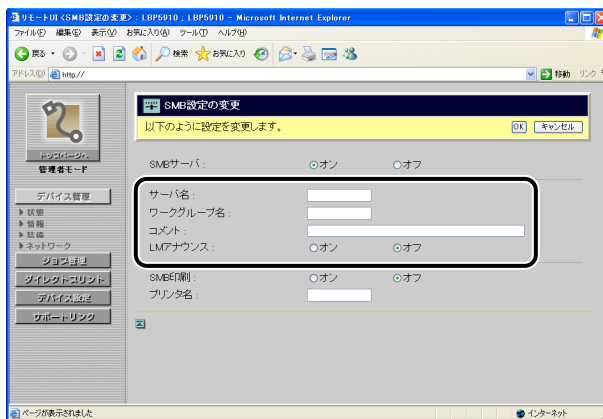 リモートUI <SMB設定の変更> : LBP5910 ; LBP5910 - Microsoft Internet Explorer
ファイル(F) 編集(E) 表示(V) お気に入り(A) ツール(T) ヘルプ(H)
戻る 検索 お気に入り
アドレス(D) http:// 移動 リンク
SMB設定の変更
以下のように設定を変更します。 OK キャンセル
トップページへ
管理者モード
SMBサーバ : オン オフ
デバイス管理
状態
情報
装備
ネットワーク
ジョブ管理
ダイレクトプリント
デバイス設定
サポートリンク
サーバ名 :
ワークグループ名 :
コメント :
LMアナウンス : オン オフ
SMB印刷 : オン オフ
プリンタ名 :
ページが表示されました インターネット